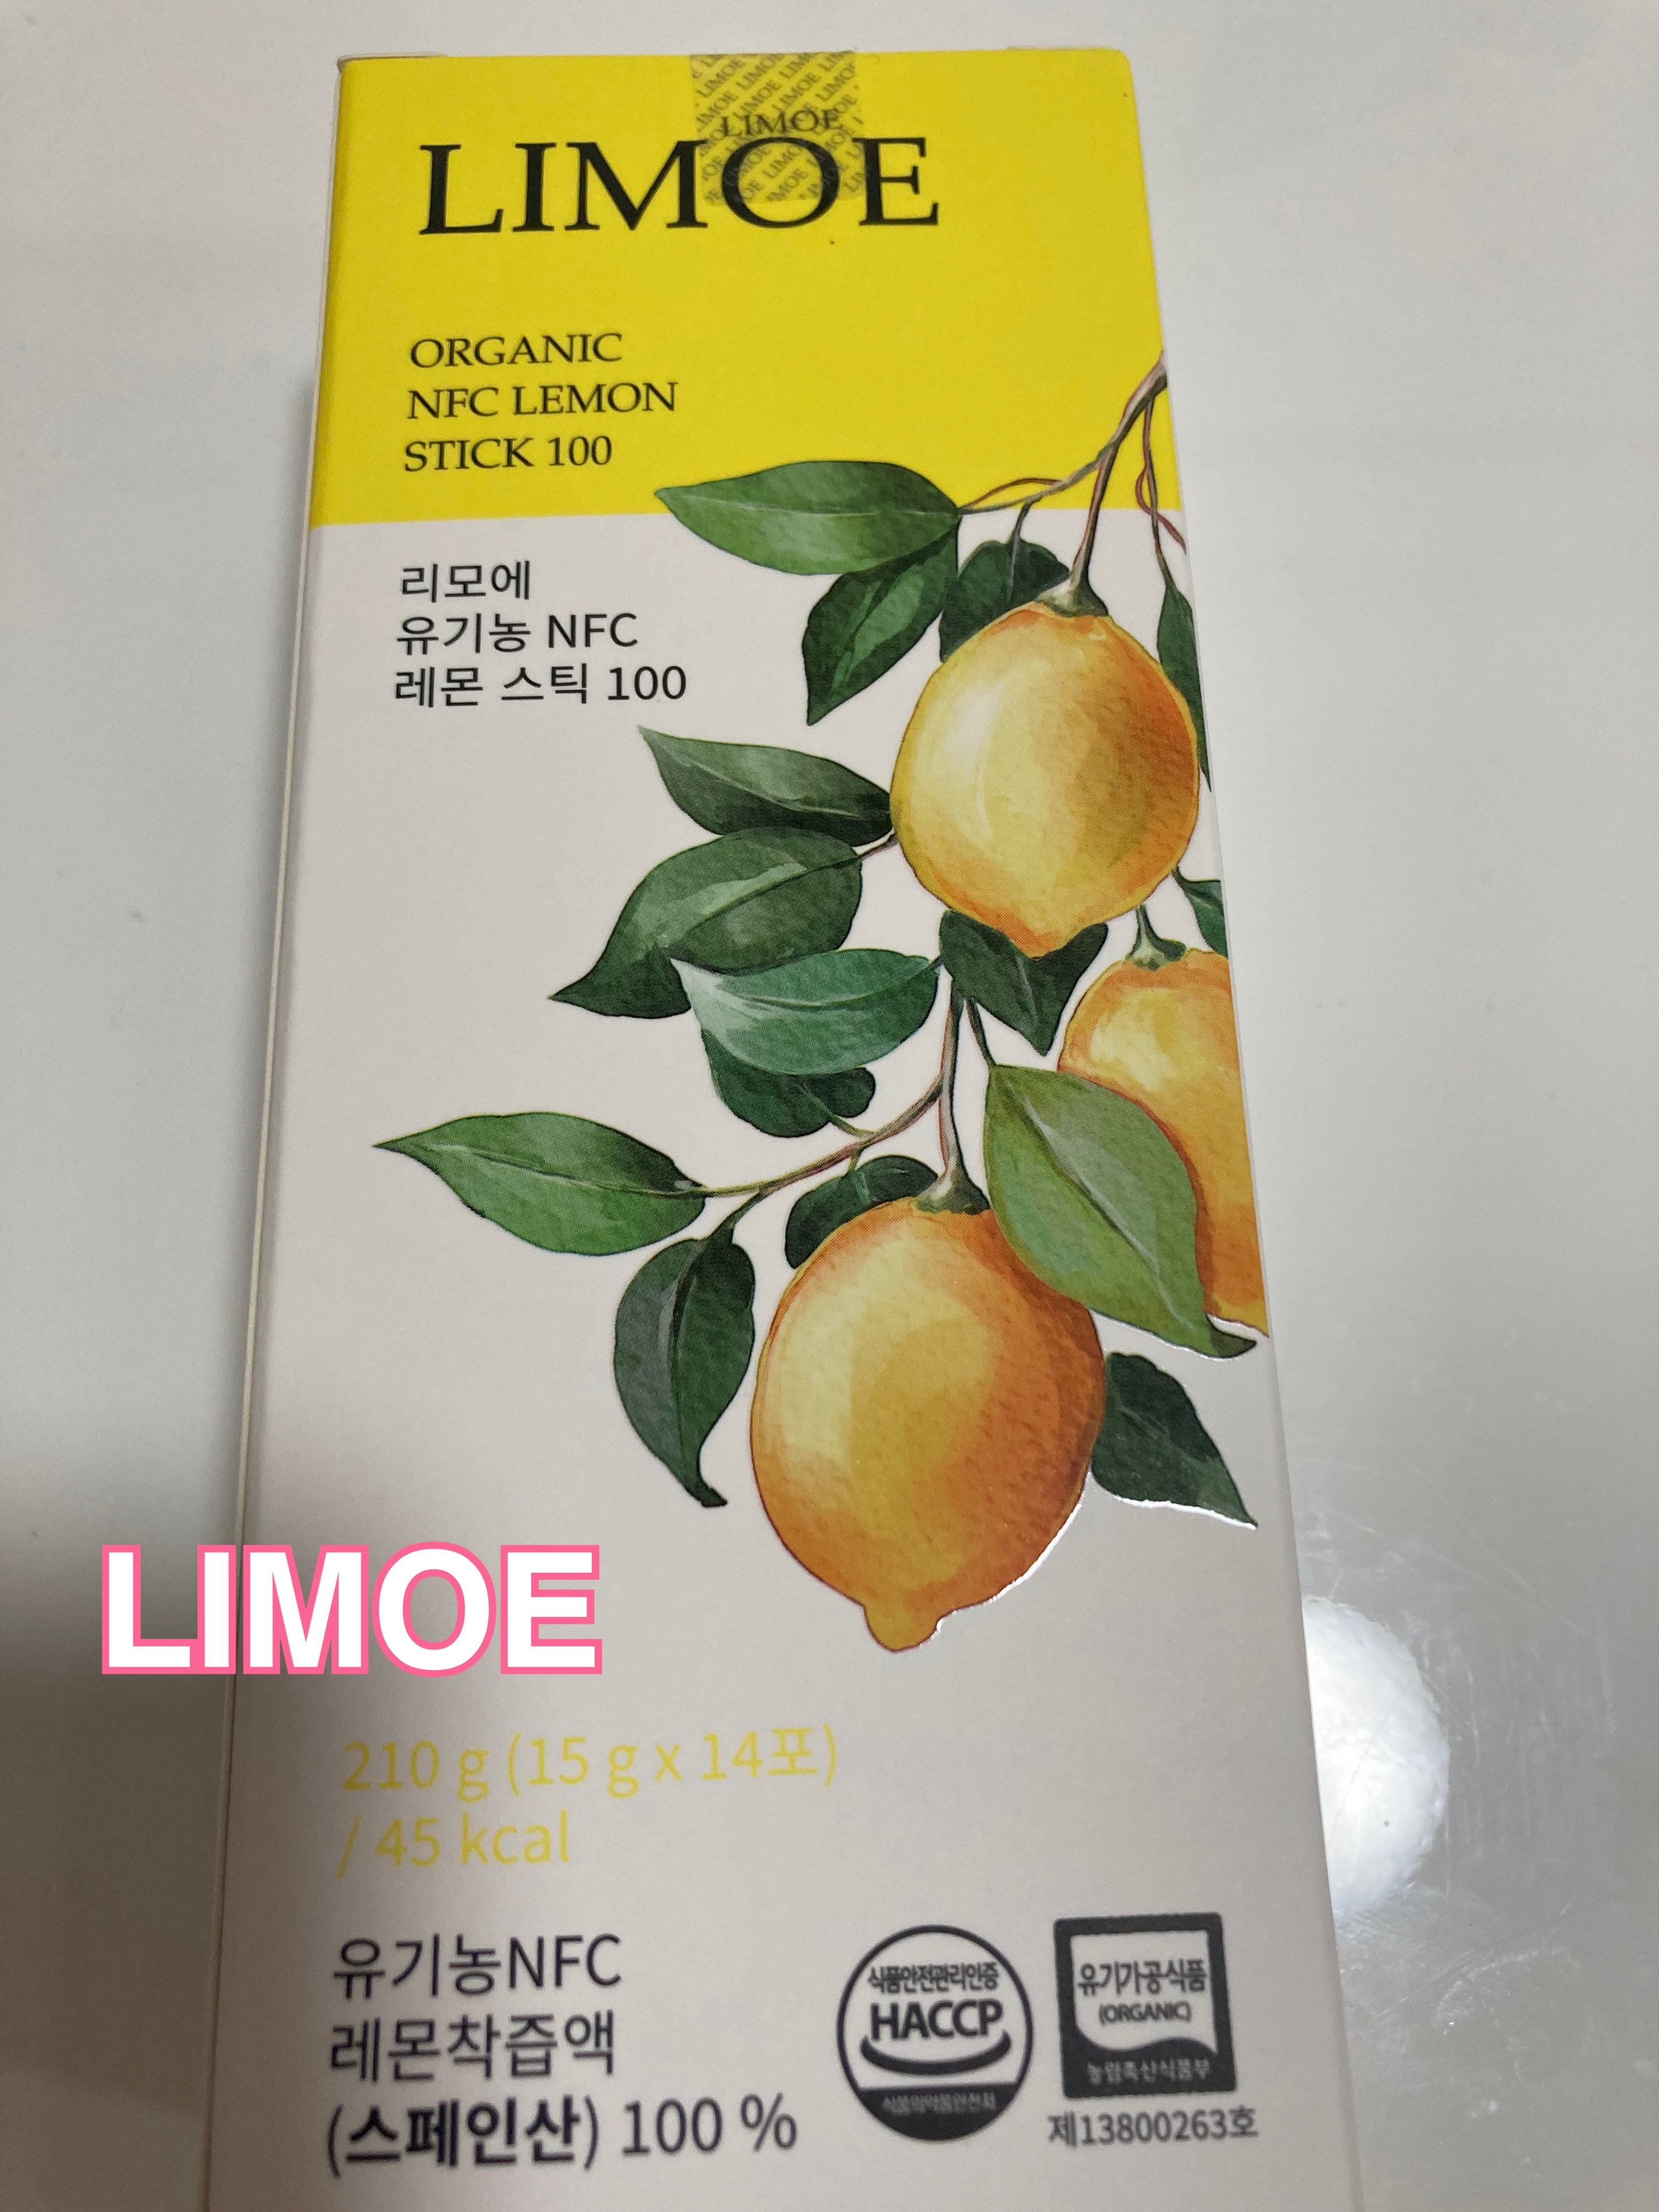 LIMOE
LIMOE
ORGANIC
NFC LEMON
STICK 100
리모에
유기농 NFC
레몬 스틱 100
LIMOE
210 g (15 g x 14포)
/ 45 kcal
유기농NFC
레몬착즙액
(스페인산) 100 %
식품안전관리인증
HACCP
식품의약품안전처
유기가공식품
(ORGANIC)
농림축산식품부
제13800263호